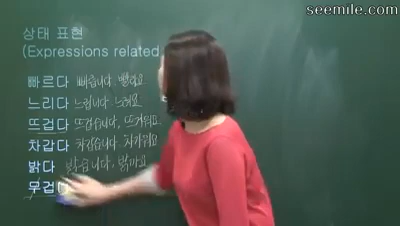 seemile.com
상태 표현
(Expressions related
빠르다 빠릅니다, 빨라요
느리다 느립니다, 느려요
뜨겁다 뜨겁습니다, 뜨거워요
차갑다 차갑습니다, 차가워요
밝다 밝습니다, 밝아요
무겁다